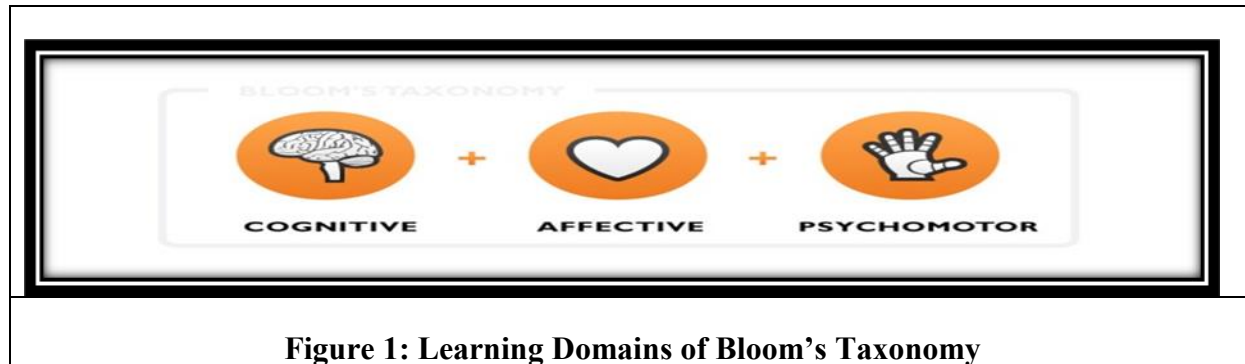 BLOOM'S TAXONOMY
COGNITIVE + AFFECTIVE + PSYCHOMOTOR
Figure 1: Learning Domains of Bloom's Taxonomy